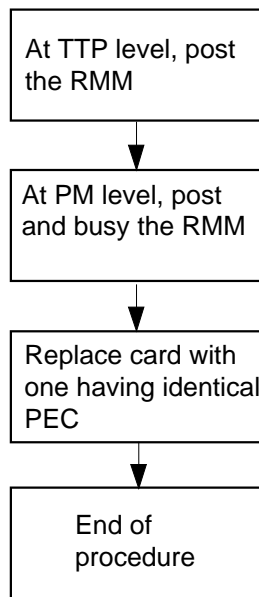 At TTP level, post
the RMM
At PM level, post
and busy the RMM
Replace card with
one having identical
PEC
End of
procedure